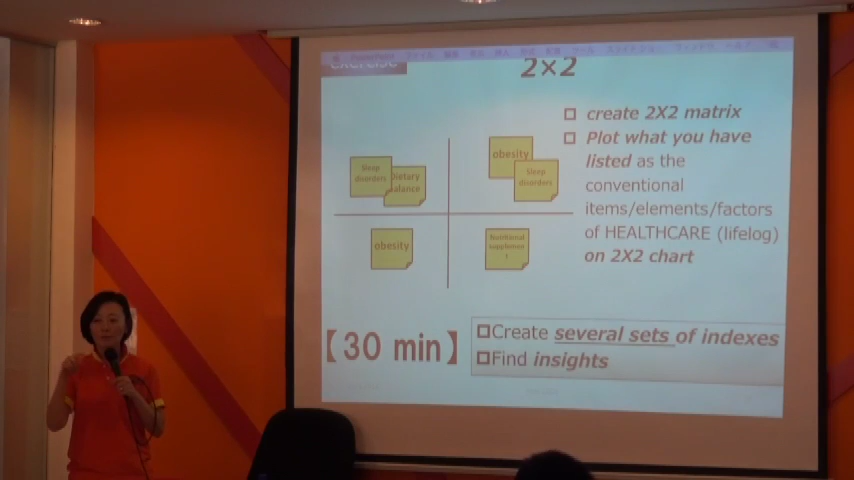 exercise
2×2
create 2X2 matrix
Plot what you have
listed as the
conventional
items/elements/factors
of HEALTHCARE (lifelog)
on 2X2 chart
Sleep
disorders
Dietary
balance
obesity
Sleep
disorders
obesity
Nutritional
【30 min】
Create several sets of indexes
Find insights